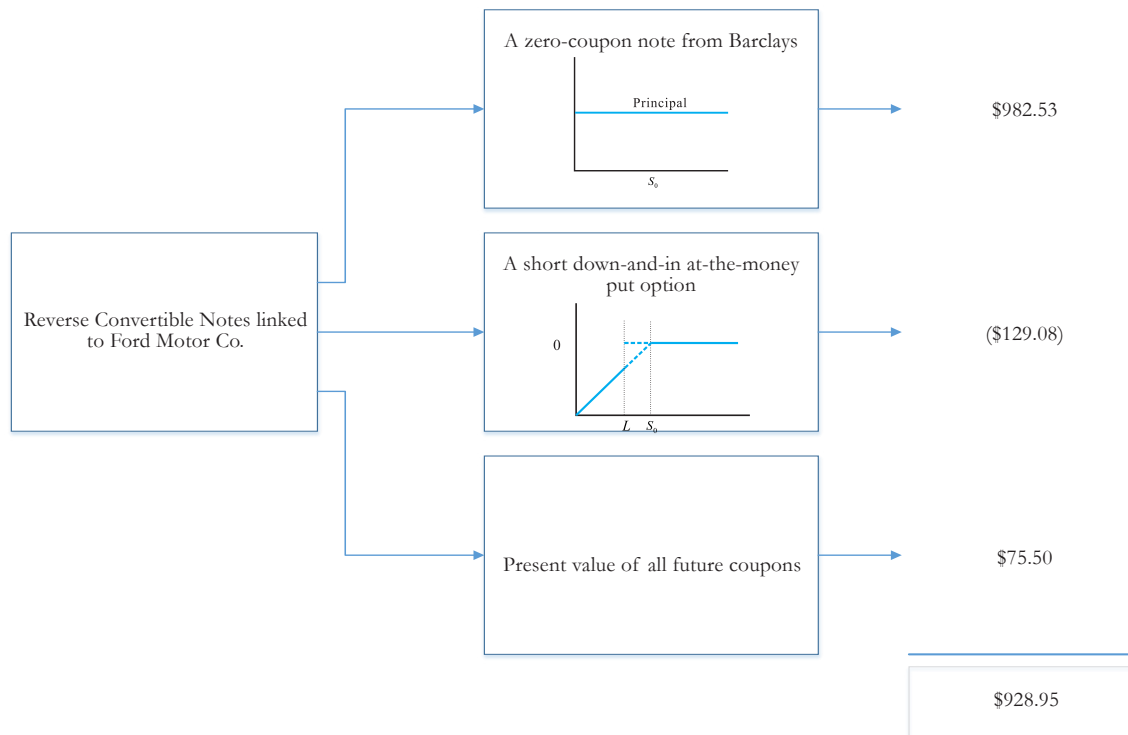 A zero-coupon note from Barclays
Principal
S₀
$982.53
Reverse Convertible Notes linked
to Ford Motor Co.
A short down-and-in at-the-money
put option
0
L S₀
($129.08)
Present value of all future coupons
$75.50
$928.95